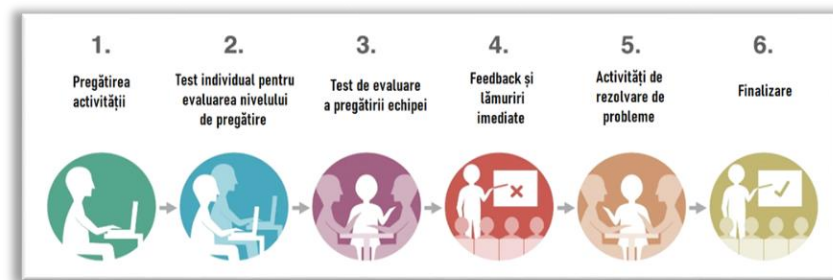 1.
Pregătirea
activității
2.
Test individual pentru
evaluarea nivelului
de pregătire
3.
Test de evaluare
a pregătirii echipei
4.
Feedback și
lămuriri
imediate
5.
Activități de
rezolvare de
probleme
6.
Finalizare